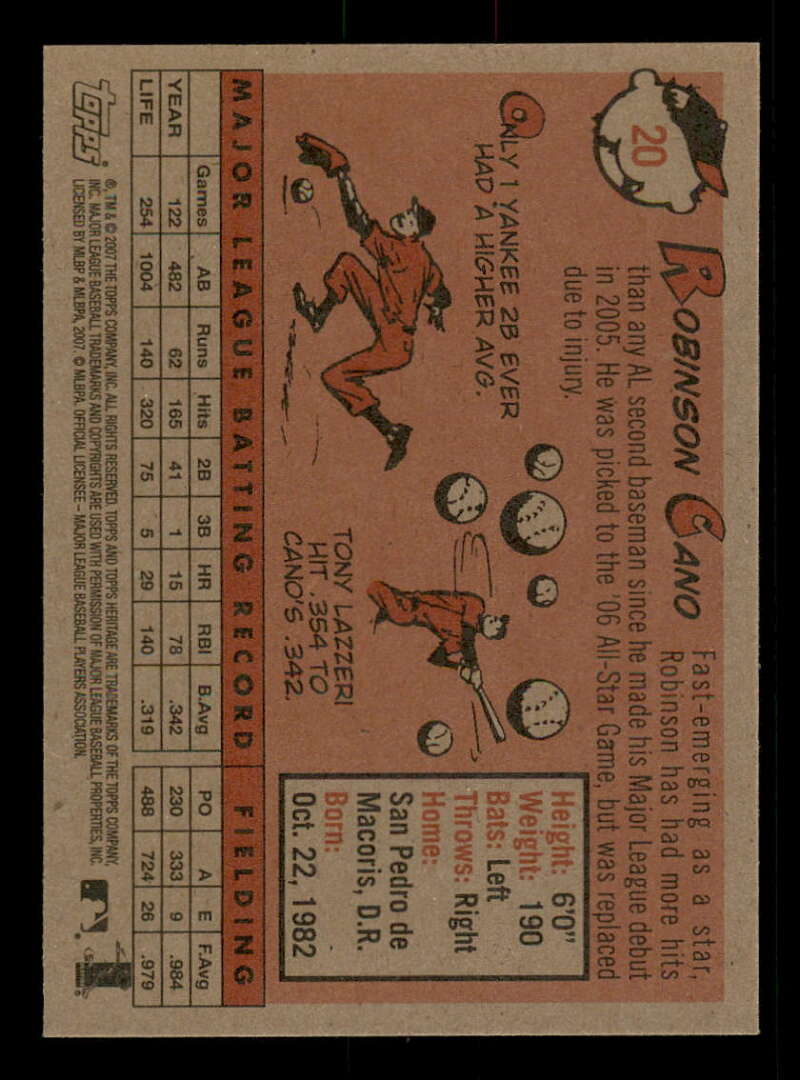 20
ROBINSON CANO
Fast-emerging as a star,
Robinson has had more hits
than any AL second baseman since he made his Major League debut
in 2005. He was picked to the '06 All-Star Game, but was replaced
due to injury.
ONLY 1 YANKEE 2B EVER
HAD A HIGHER AVG.
TONY LAZZERI
HIT .354 TO
CANO'S .342.
Height: 6'0"
Weight: 190
Bats: Left
Throws: Right
Home:
San Pedro de
Macoris, D.R.
Born:
Oct. 22, 1982
MAJOR LEAGUE BATTING RECORD FIELDING
Games AB Runs Hits 2B 3B HR RBI B.Avg PO A E F.Avg
YEAR 122 482 62 165 41 1 15 78 .342 230 333 9 .984
LIFE 254 1004 140 320 75 5 29 140 .319 488 724 26 .979
topps
®, TM & © 2007 THE TOPPS COMPANY, INC. ALL RIGHTS RESERVED. TOPPS AND TOPPS HERITAGE ARE TRADEMARKS OF THE TOPPS COMPANY,
INC. MAJOR LEAGUE BASEBALL TRADEMARKS AND COPYRIGHTS ARE USED WITH PERMISSION OF MAJOR LEAGUE BASEBALL PROPERTIES, INC.
LICENSED BY MLBP & MLBPA, 2007. © MLBPA. OFFICIAL LICENSEE – MAJOR LEAGUE BASEBALL PLAYERS ASSOCIATION.